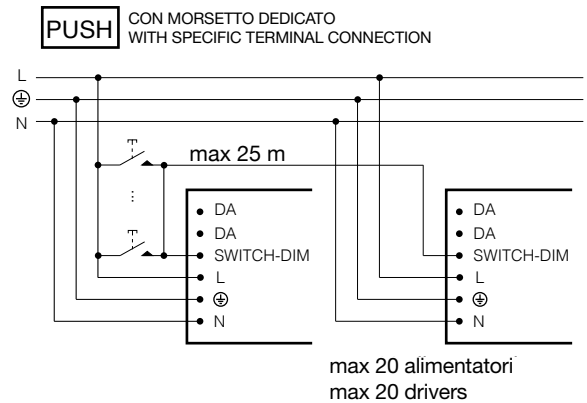 PUSH
CON MORSETTO DEDICATO
WITH SPECIFIC TERMINAL CONNECTION
L
N
max 25 m
...
DA
DA
SWITCH-DIM
L
N
DA
DA
SWITCH-DIM
L
N
max 20 alimentatori
max 20 drivers